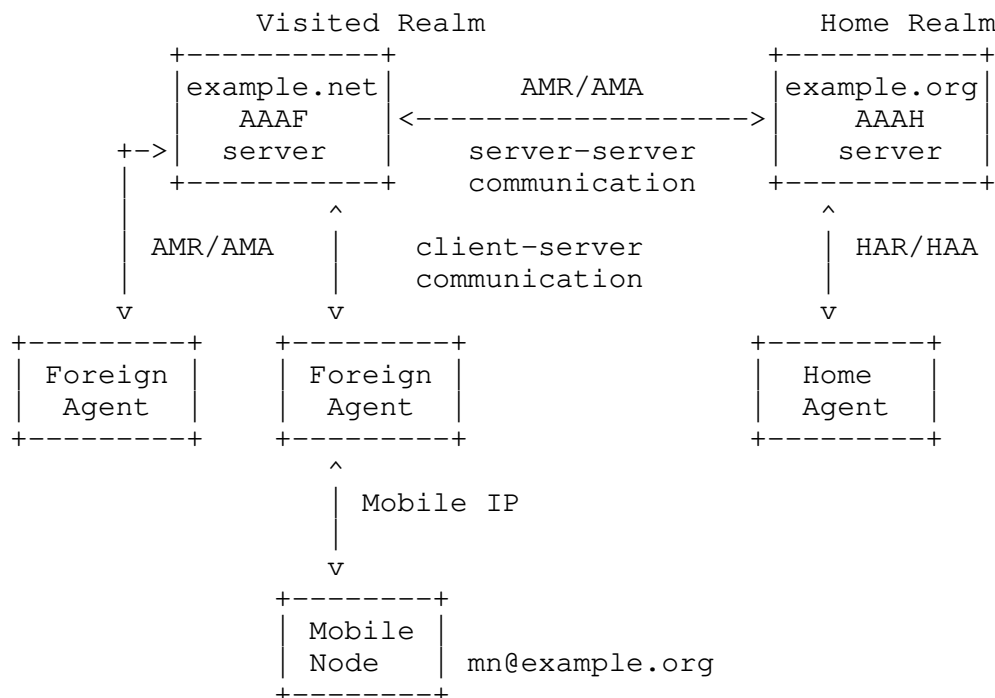 Visited Realm Home Realm
+-----------+ +-----------+
|example.net| AMR/AMA |example.org|
| AAAF |<------------------->| AAAH |
+->| server | server-server | server |
| +-----------+ communication +-----------+
| ^ ^
| AMR/AMA | client-server | HAR/HAA
| | communication |
v v v
+---------+ +---------+ +---------+
| Foreign | | Foreign | | Home |
| Agent | | Agent | | Agent |
+---------+ +---------+ +---------+
^
| Mobile IP
|
v
+--------+
| Mobile |
| Node | mn@example.org
+--------+